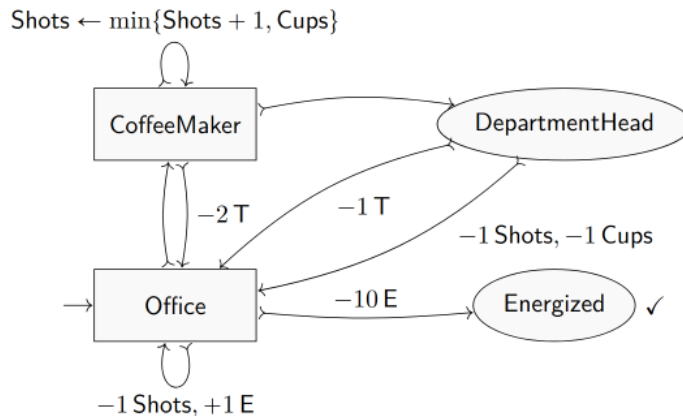 Shots ← min{Shots + 1, Cups}
CoffeeMaker
DepartmentHead
−2 T
−1 T
−1 Shots, −1 Cups
Office
−10 E
Energized ✓
−1 Shots, +1 E